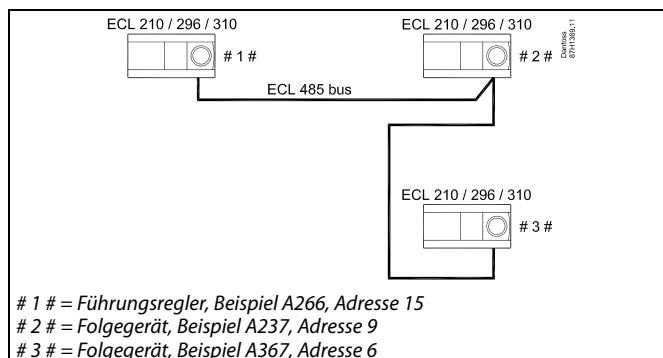 ECL 210 / 296 / 310
ECL 210 / 296 / 310
# 1 #
# 2 #
Danfoss
87H1369.11
ECL 485 bus
ECL 210 / 296 / 310
# 3 #
# 1 # = Führungsregler, Beispiel A266, Adresse 15
# 2 # = Folgegerät, Beispiel A237, Adresse 9
# 3 # = Folgegerät, Beispiel A367, Adresse 6